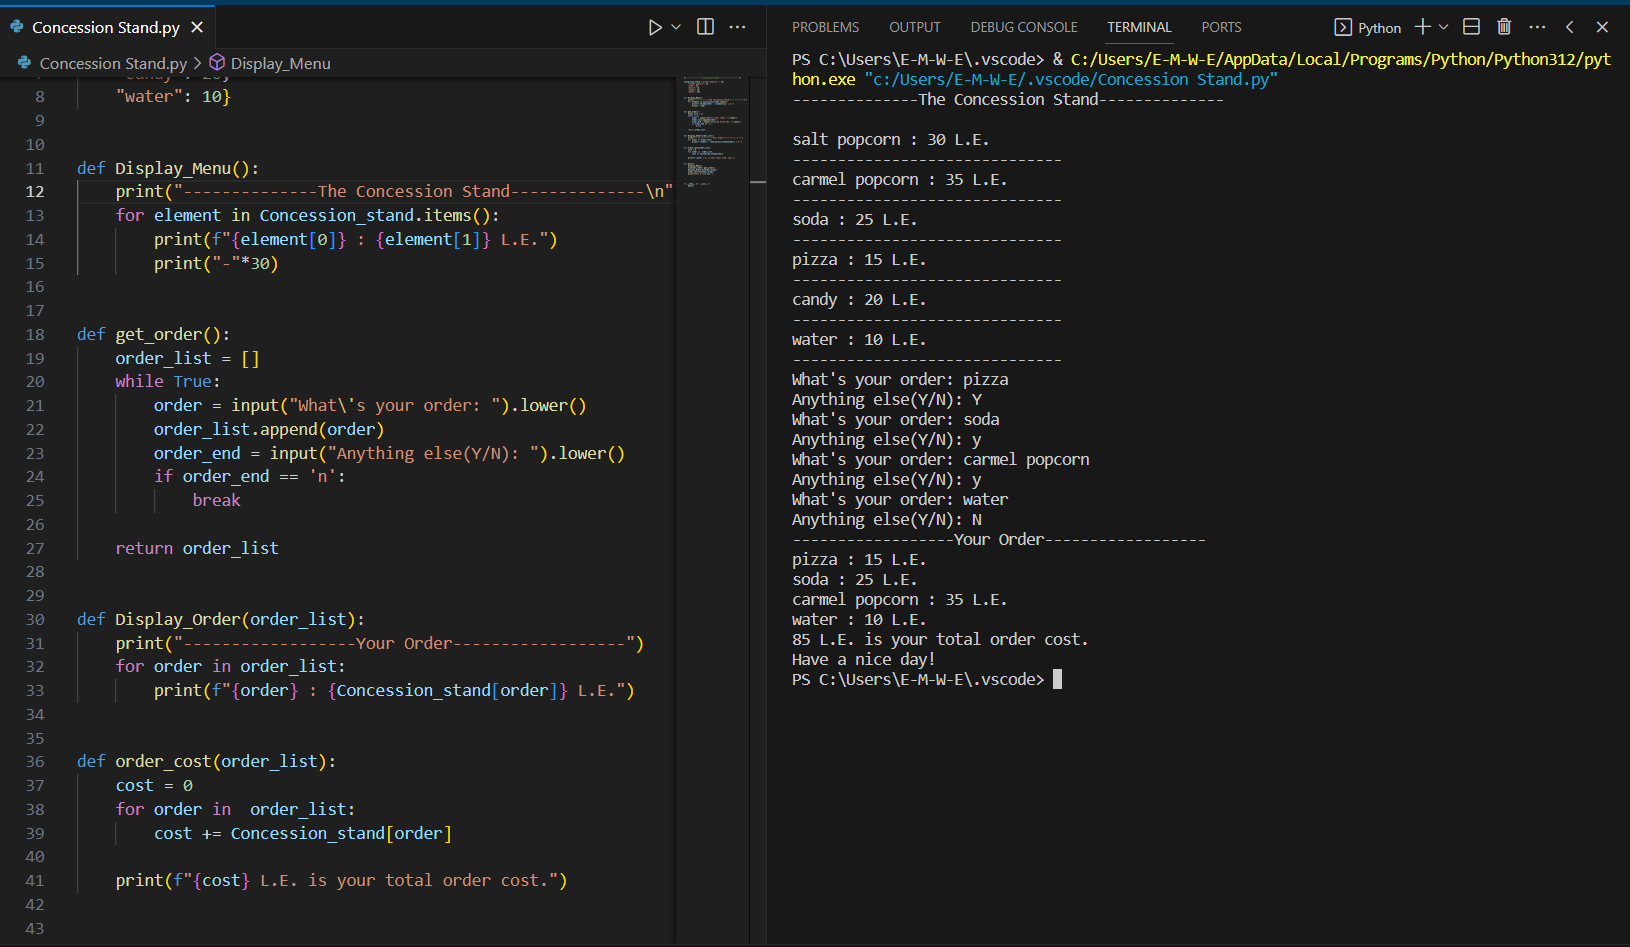 Concession Stand.py
Concession Stand.py > Display_Menu
8 "water": 10}
9
10
11 def Display_Menu():
12 print("--------------The Concession Stand--------------\n"
13 for element in Concession_stand.items():
14 print(f"{element[0]} : {element[1]} L.E.")
15 print("-"*30)
16
17
18 def get_order():
19 order_list = []
20 while True:
21 order = input("What\'s your order: ").lower()
22 order_list.append(order)
23 order_end = input("Anything else(Y/N): ").lower()
24 if order_end == 'n':
25 break
26
27 return order_list
28
29
30 def Display_Order(order_list):
31 print("------------------Your Order------------------")
32 for order in order_list:
33 print(f"{order} : {Concession_stand[order]} L.E.")
34
35
36 def order_cost(order_list):
37 cost = 0
38 for order in  order_list:
39 cost += Concession_stand[order]
40
41 print(f"{cost} L.E. is your total order cost.")
42
43
PROBLEMS OUTPUT DEBUG CONSOLE TERMINAL PORTS Python
PS C:\Users\E-M-W-E\.vscode> & C:/Users/E-M-W-E/AppData/Local/Programs/Python/Python312/pyt
hon.exe "c:/Users/E-M-W-E/.vscode/Concession Stand.py"
--------------The Concession Stand--------------
salt popcorn : 30 L.E.
------------------------------
carmel popcorn : 35 L.E.
------------------------------
soda : 25 L.E.
------------------------------
pizza : 15 L.E.
------------------------------
candy : 20 L.E.
------------------------------
water : 10 L.E.
------------------------------
What's your order: pizza
Anything else(Y/N): Y
What's your order: soda
Anything else(Y/N): y
What's your order: carmel popcorn
Anything else(Y/N): y
What's your order: water
Anything else(Y/N): N
------------------Your Order------------------
pizza : 15 L.E.
soda : 25 L.E.
carmel popcorn : 35 L.E.
water : 10 L.E.
85 L.E. is your total order cost.
Have a nice day!
PS C:\Users\E-M-W-E\.vscode>